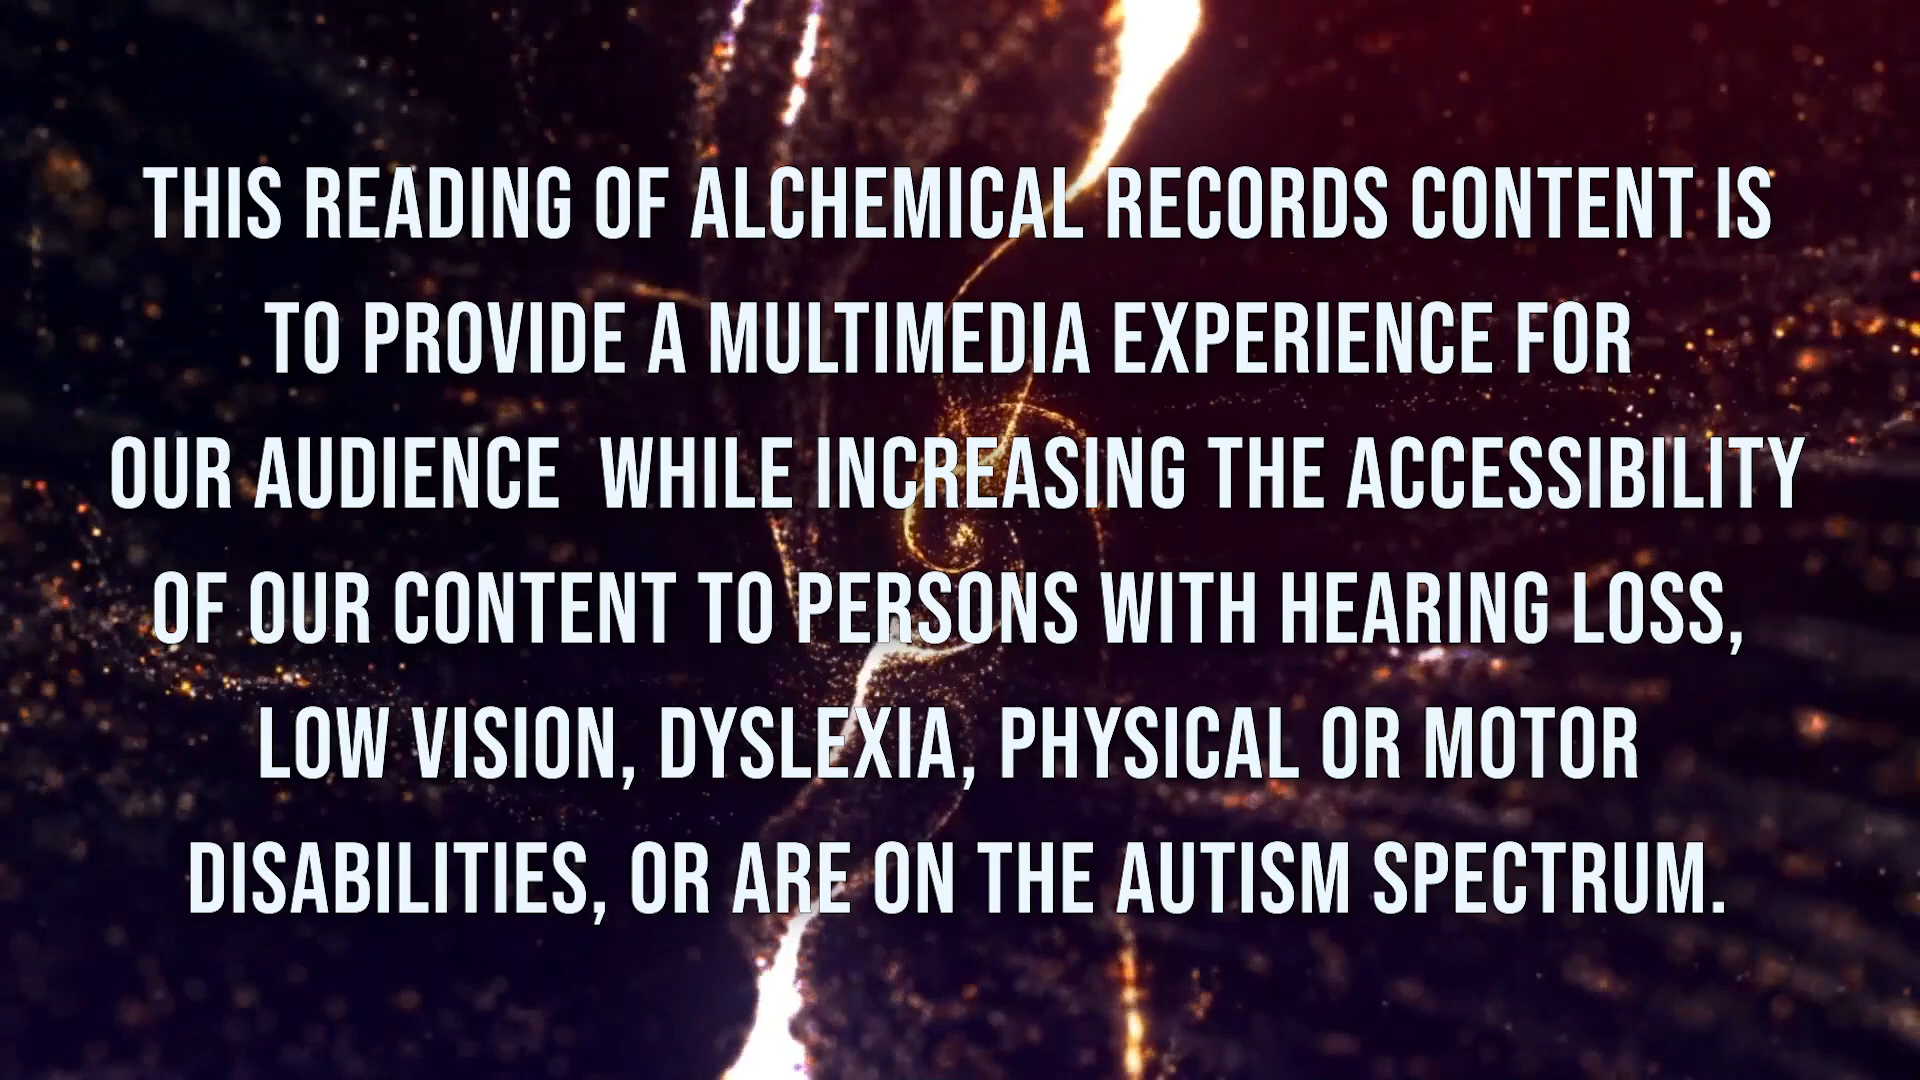 THIS READING OF ALCHEMICAL RECORDS CONTENT IS
TO PROVIDE A MULTIMEDIA EXPERIENCE FOR
OUR AUDIENCE  WHILE INCREASING THE ACCESSIBILITY
OF OUR CONTENT TO PERSONS WITH HEARING LOSS,
LOW VISION, DYSLEXIA, PHYSICAL OR MOTOR
DISABILITIES, OR ARE ON THE AUTISM SPECTRUM.